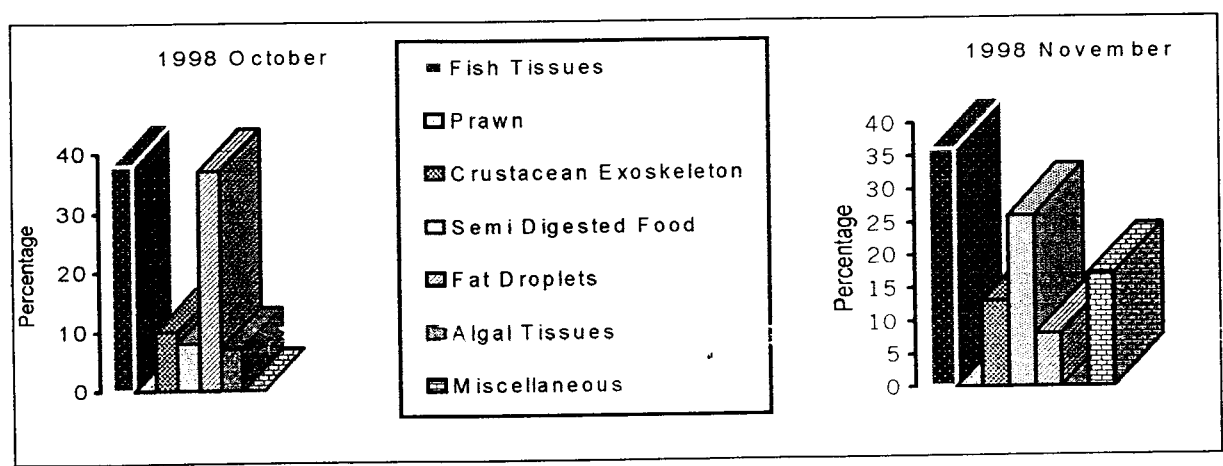 1998 October
Percentage
40
30
20
10
0
Fish Tissues
Prawn
Crustacean Exoskeleton
Semi Digested Food
Fat Droplets
Algal Tissues
Miscellaneous
1998 November
Percentage
40
35
30
25
20
15
10
5
0